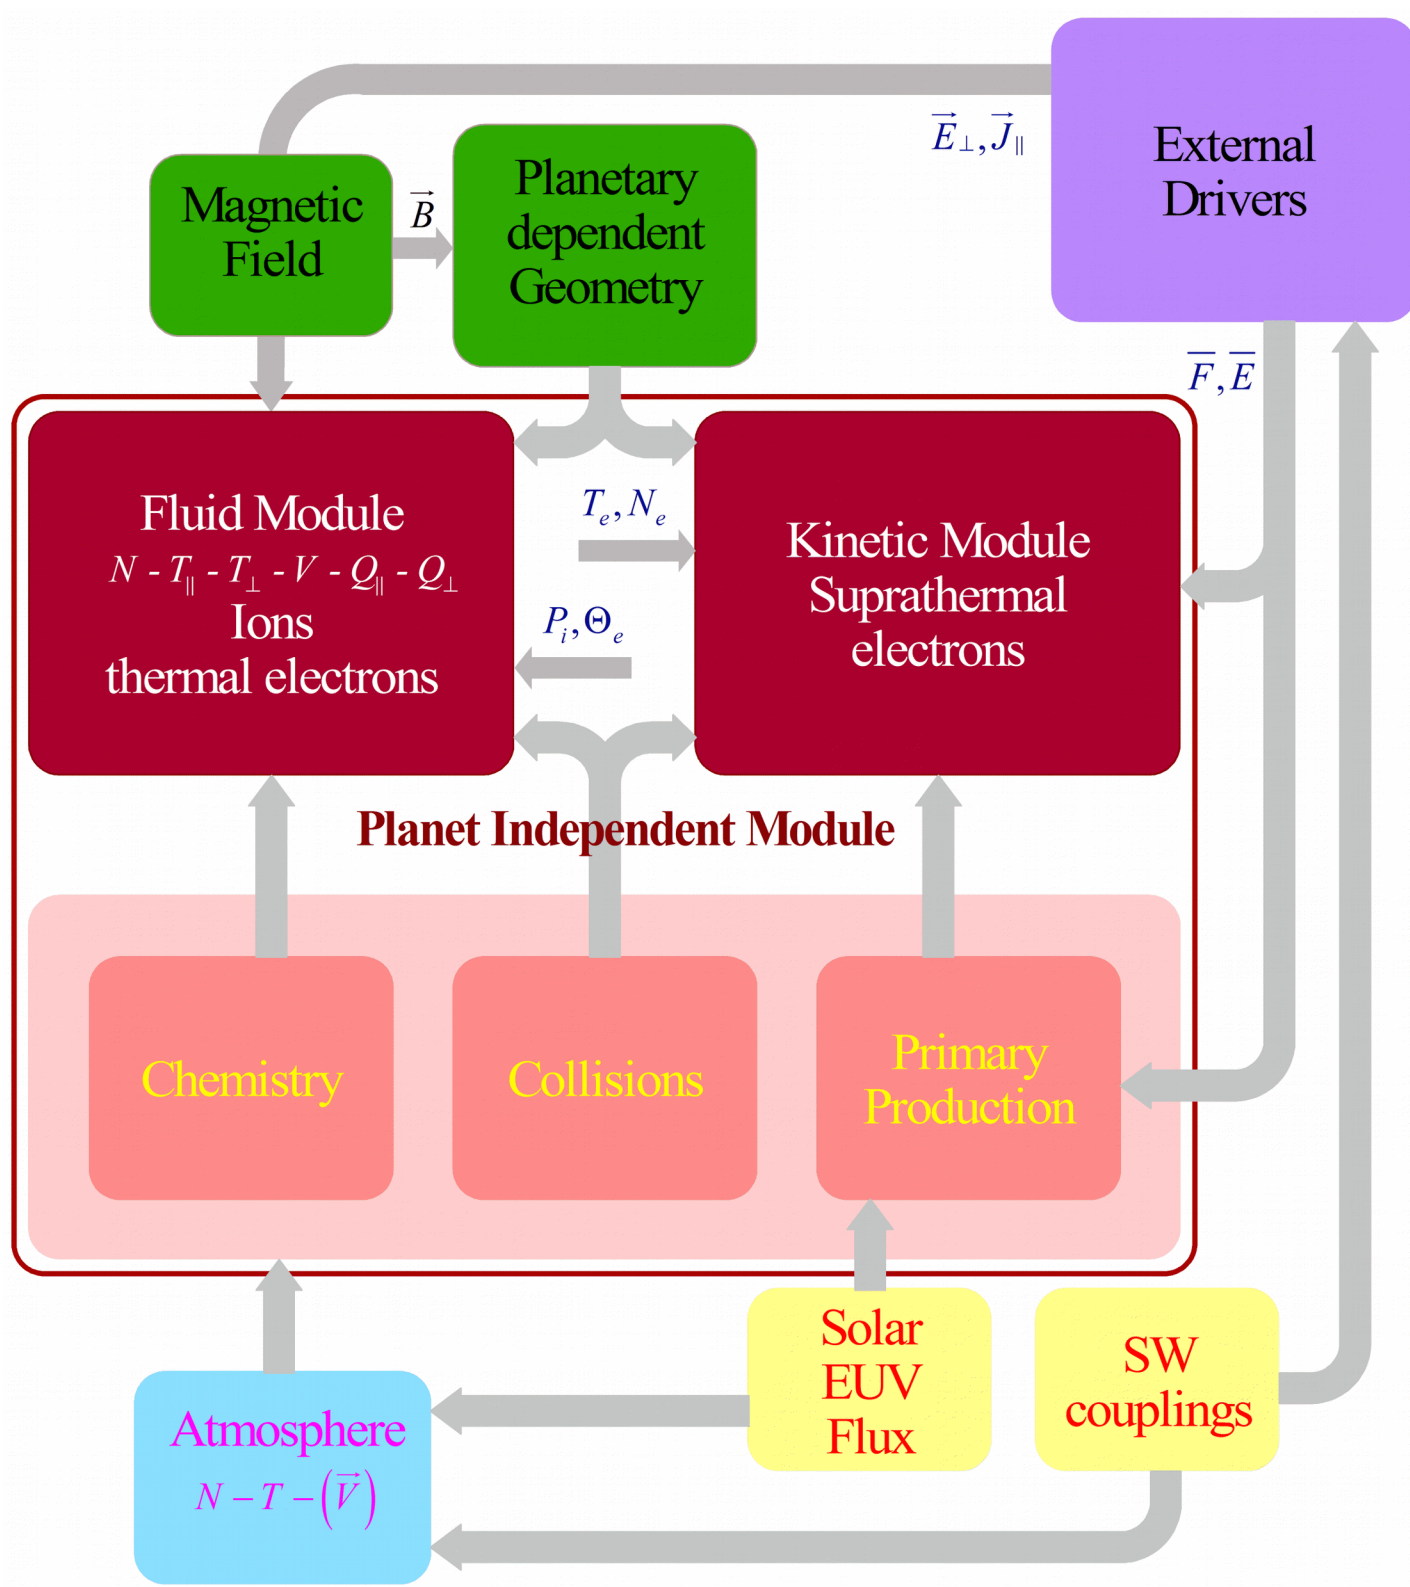 External
Drivers
E⃗⊥,J⃗∥
Magnetic
Field
B⃗
Planetary
dependent
Geometry
F̅,E̅
Fluid Module
N - T∥ - T⊥ - V - Q∥ - Q⊥
Ions
thermal electrons
Tₑ,Nₑ
Pᵢ,Θₑ
Kinetic Module
Suprathermal
electrons
Planet Independent Module
Chemistry
Collisions
Primary
Production
Solar
EUV
Flux
SW
couplings
Atmosphere
N – T – (V⃗)